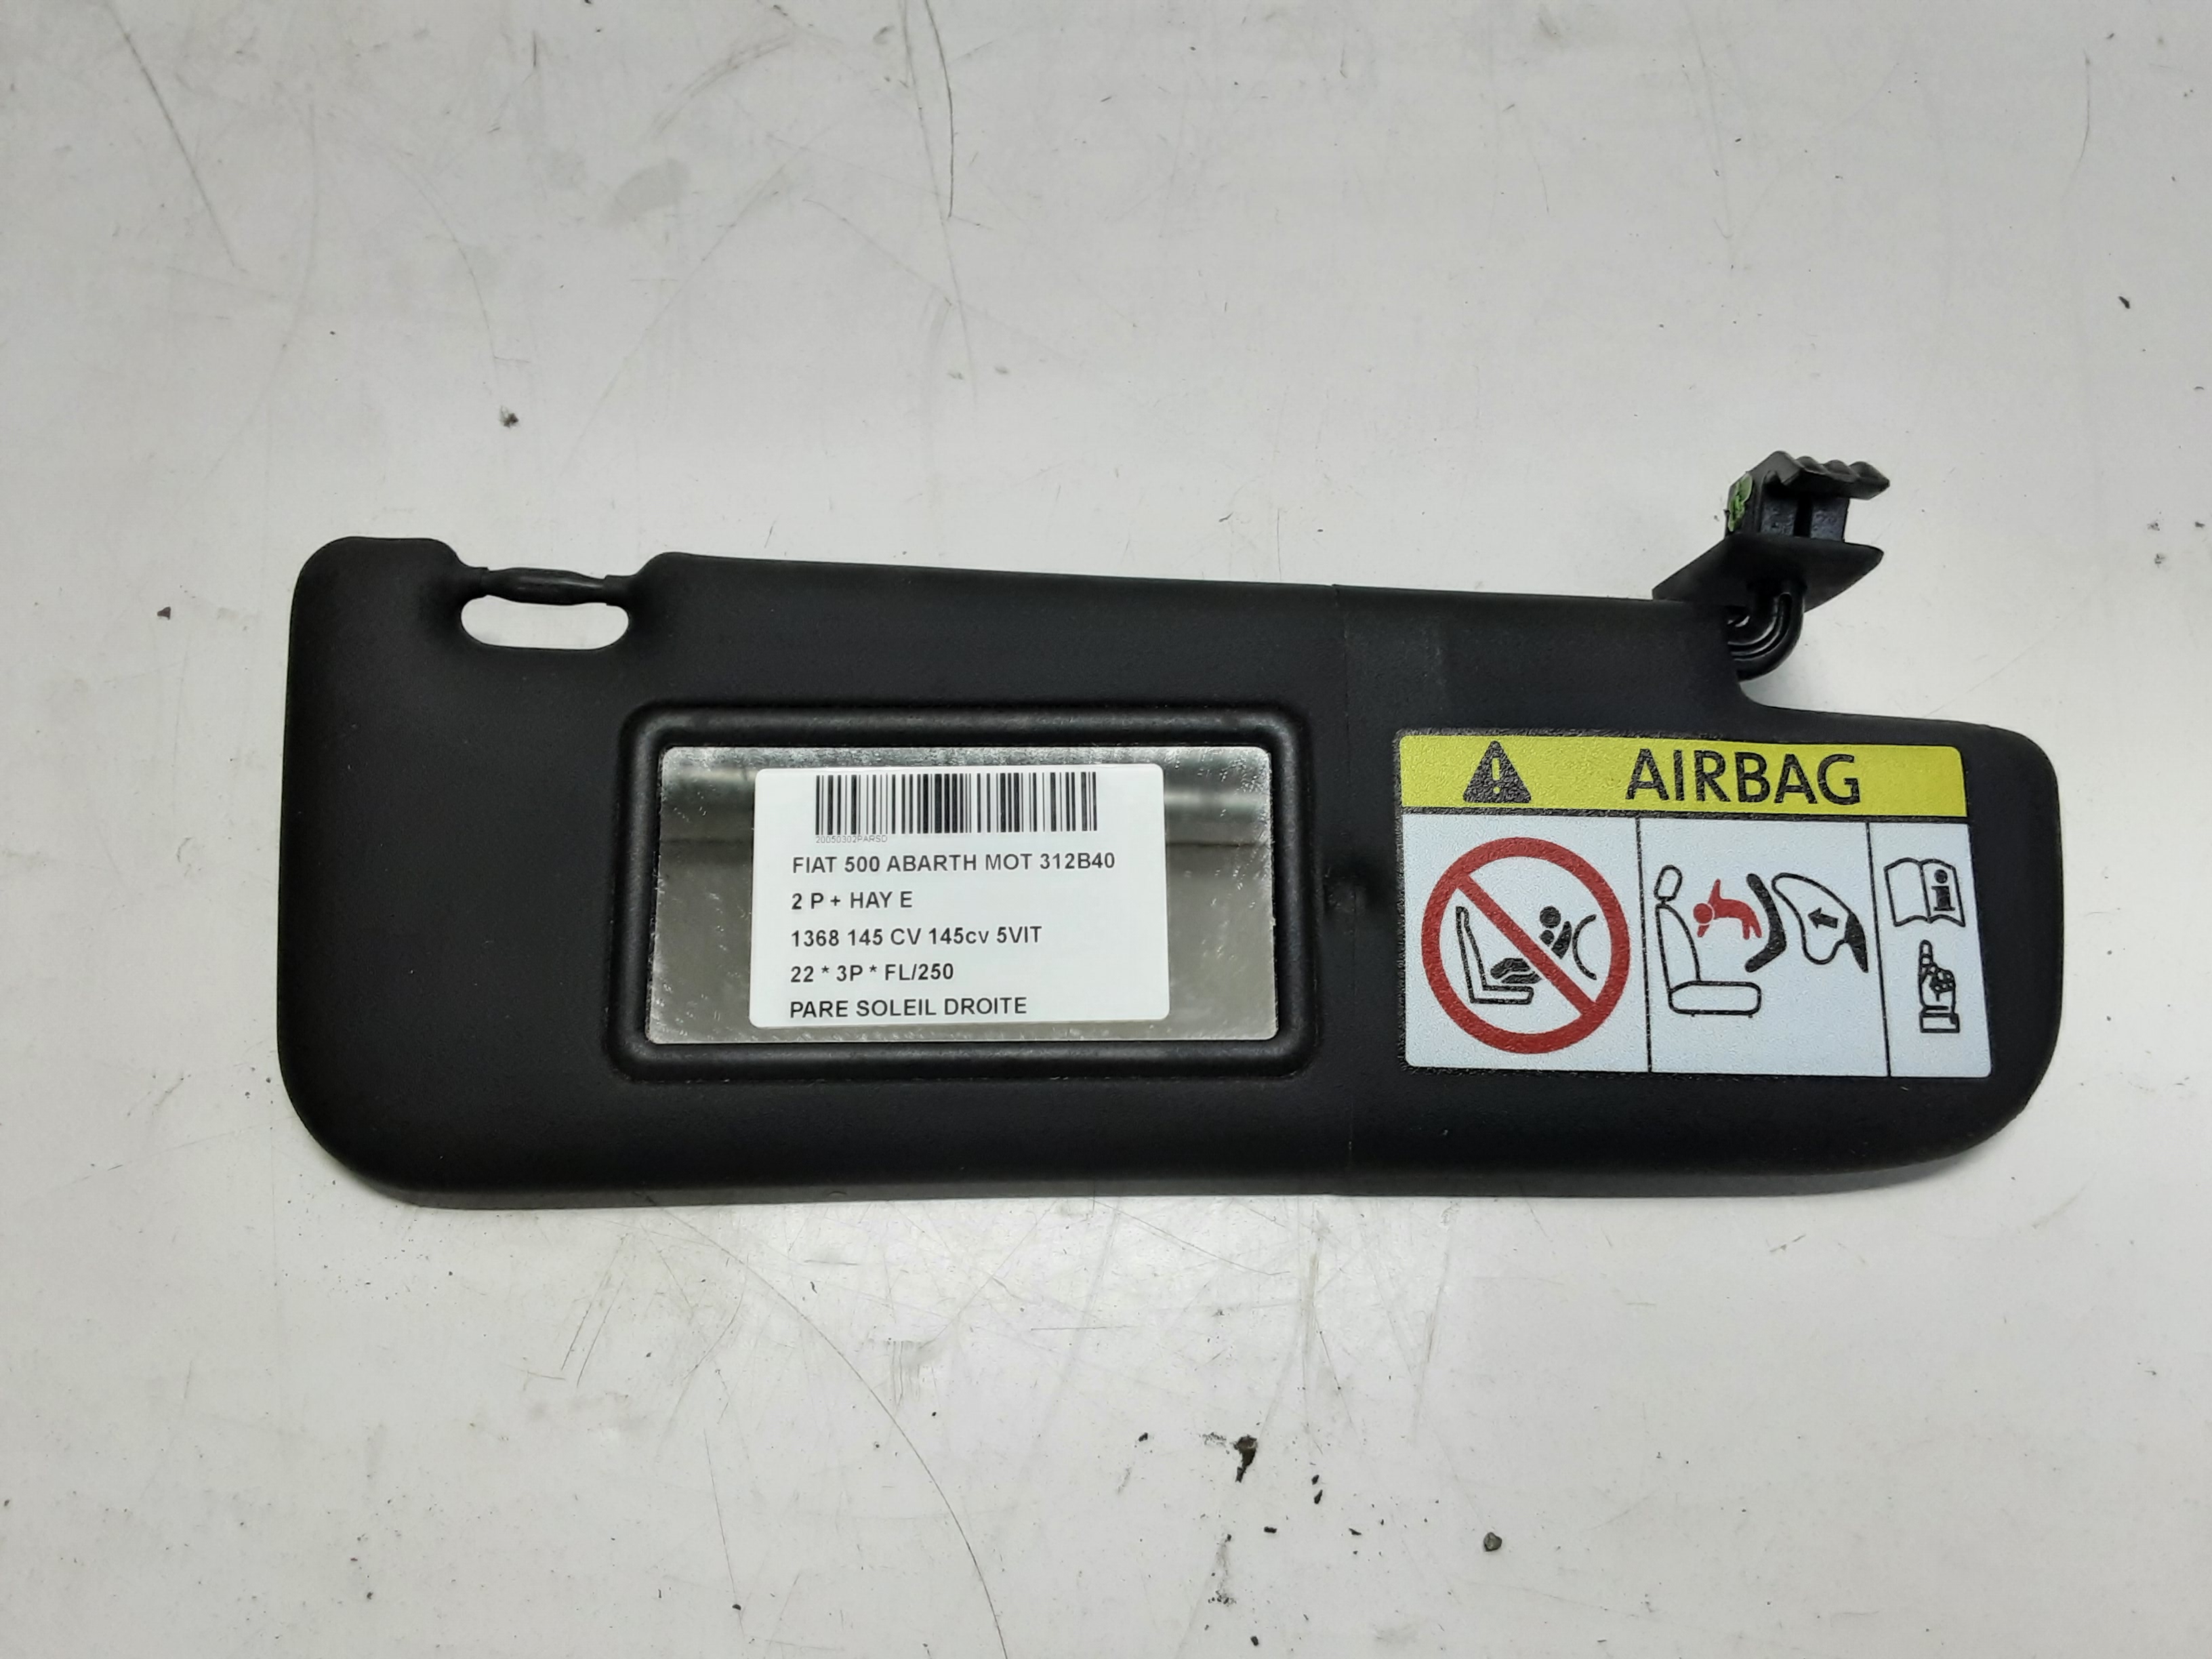 20050302PARSD
FIAT 500 ABARTH MOT 312B40
2 P + HAY E
1368 145 CV 145cv 5VIT
22 * 3P * FL/250
PARE SOLEIL DROITE
AIRBAG